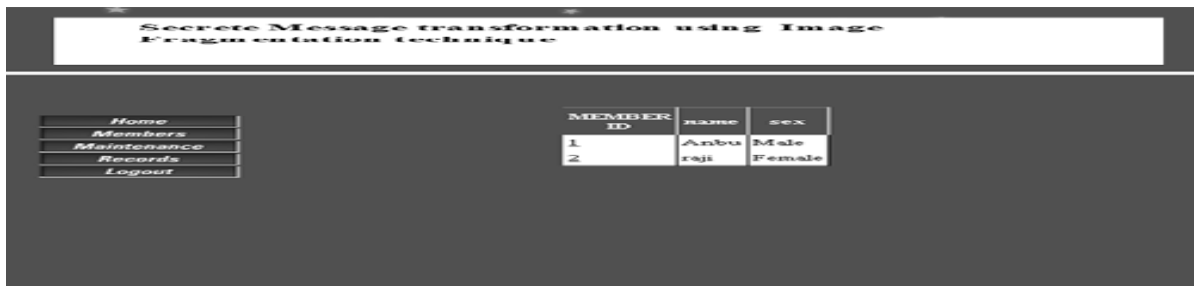 Secrete Message transformation using Image
Fragmentation technique
Home
Members
Maintenance
Records
Logout
MEMBER ID name sex
1 Anbu Male
2 raji Female